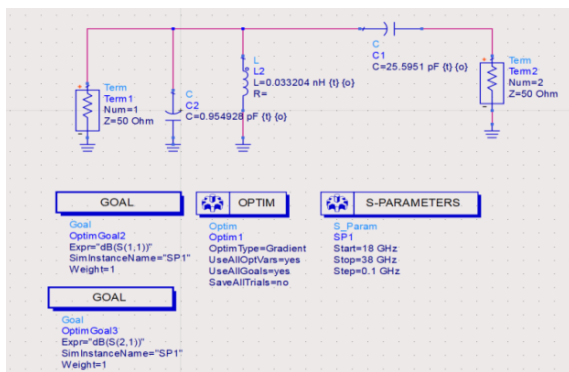 C
C1
C=25.5951 pF {t} {o}
L
L2
L=0.033204 nH {t} {o}
R=
Term
Term1
Num=1
Z=50 Ohm
C
C2
C=0.954928 pF {t} {o}
Term
Term2
Num=2
Z=50 Ohm
GOAL
Goal
OptimGoal2
Expr="dB(S(1,1))"
SimInstanceName="SP1"
Weight=1
OPTIM
Optim
Optim1
OptimType=Gradient
UseAllOptVars=yes
UseAllGoals=yes
SaveAllTrials=no
S-PARAMETERS
S_Param
SP1
Start=18 GHz
Stop=38 GHz
Step=0.1 GHz
GOAL
Goal
OptimGoal3
Expr="dB(S(2,1))"
SimInstanceName="SP1"
Weight=1